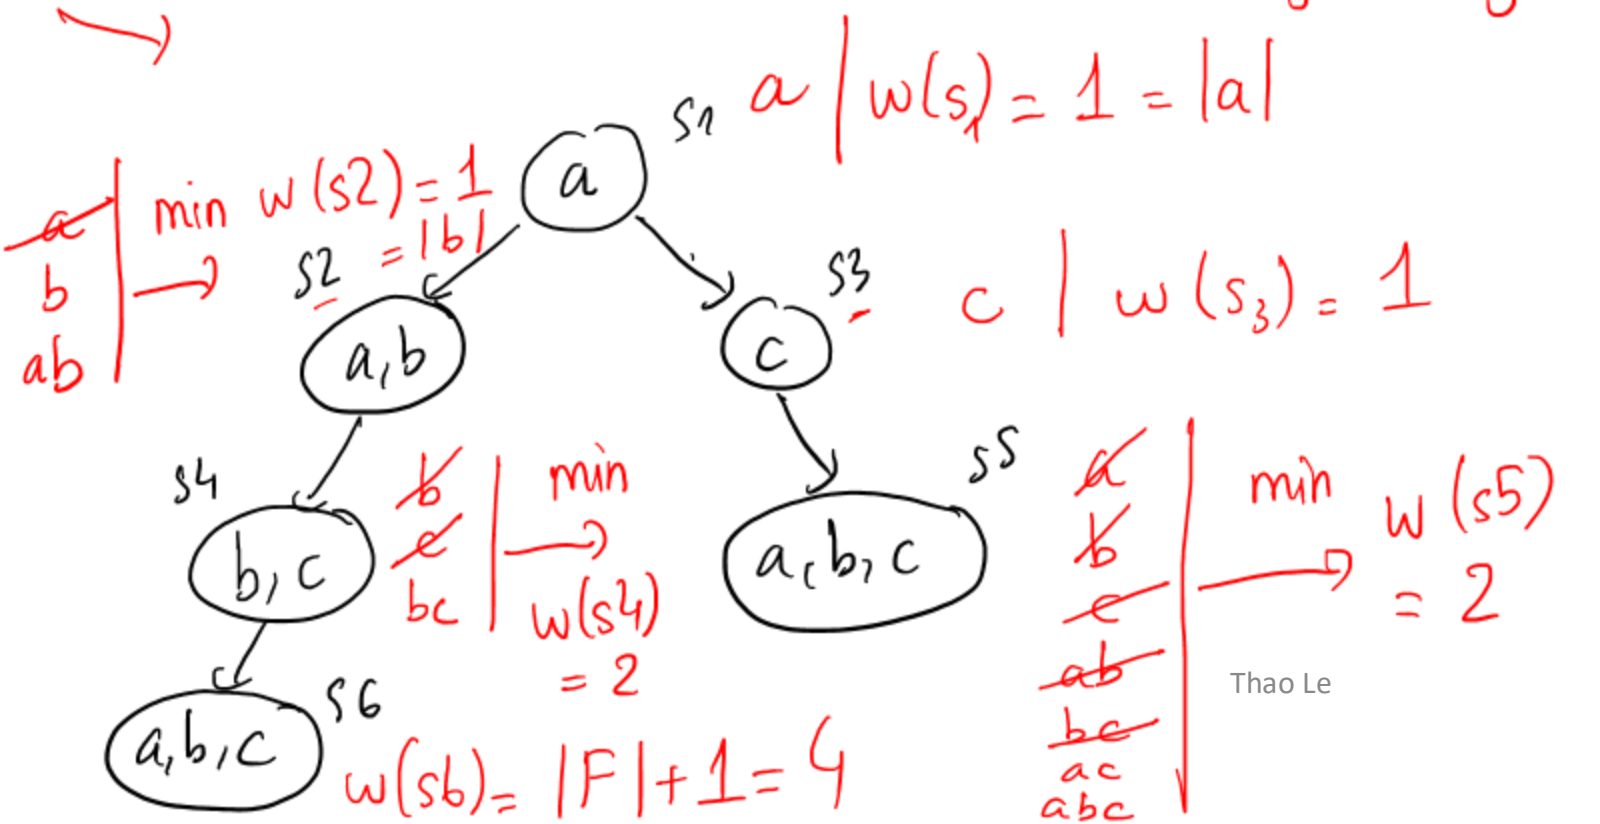 s1
a | w(s1) = 1 = |a|
a
a
b
ab
min w(s2) = 1
= |b|
s2
a,b
s3
c
c | w(s3) = 1
s4
b, c
b
c
bc
min
w(s4)
= 2
s5
a, b, c
a
b
c
ab
bc
ac
abc
min
w(s5)
= 2
Thao Le
s6
a,b,c
w(s6) = |F| + 1 = 4